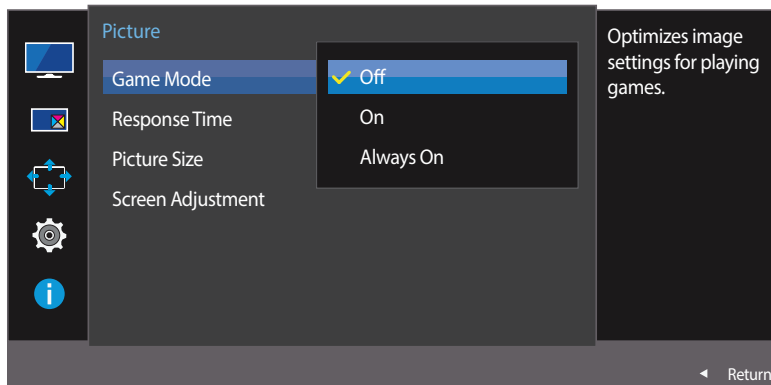 Picture
Game Mode
Off
Response Time
On
Picture Size
Always On
Screen Adjustment
Optimizes image
settings for playing
games.
Return